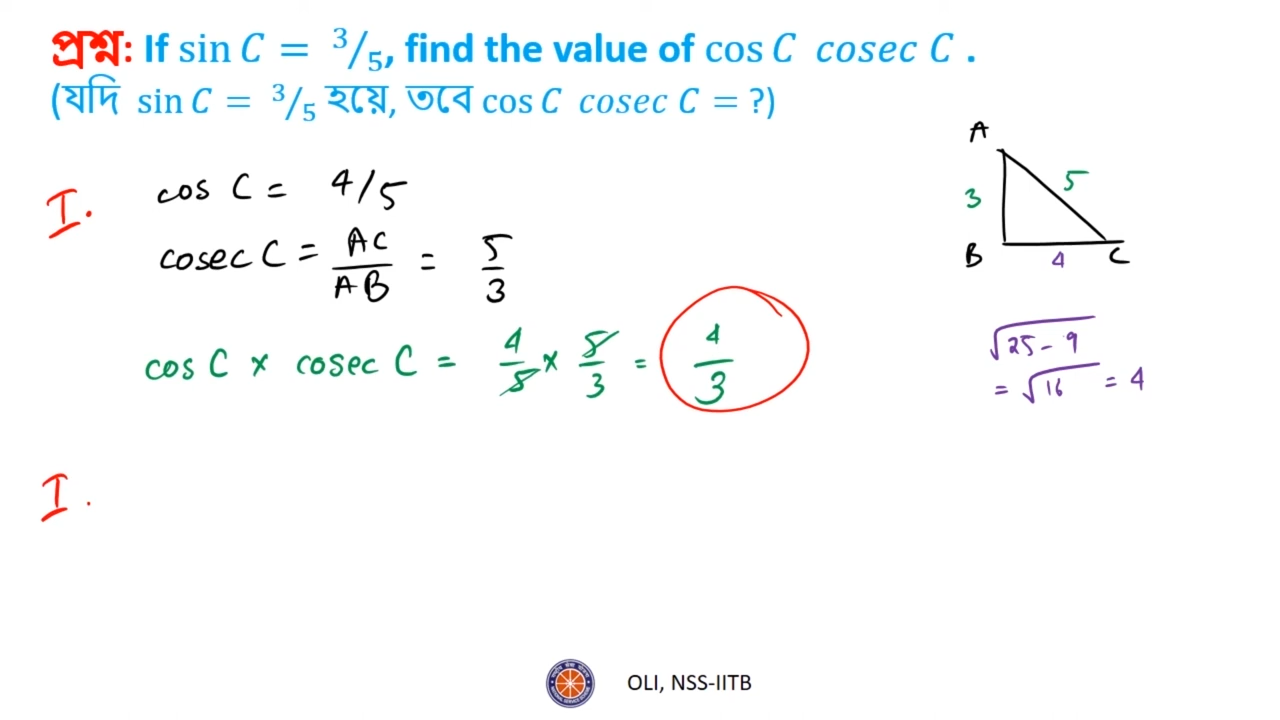 প্রশ্ন: If sin C = 3/5, find the value of cos C cosec C .
(যদি sin C = 3/5 হয়ে, তবে cos C cosec C = ?)
I. cos C = 4/5
cosec C = AC/AB = 5/3
cos C × cosec C = 4/5 × 5/3 = 4/3
A
3 5
B 4 C
√25 - 9
= √16 = 4
I .
OLI, NSS-IITB